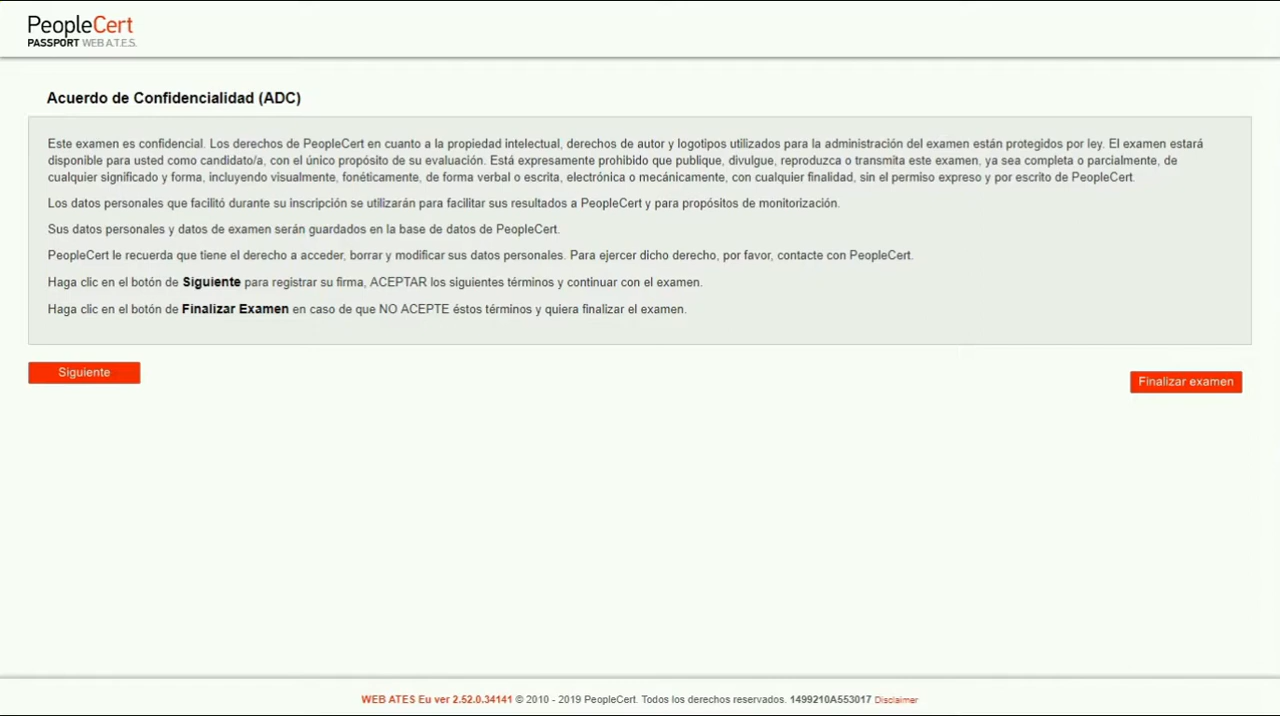 PeopleCert
PASSPORT WEB A.T.E.S.
Acuerdo de Confidencialidad (ADC)
Este examen es confidencial. Los derechos de PeopleCert en cuanto a la propiedad intelectual, derechos de autor y logotipos utilizados para la administración del examen están protegidos por ley. El examen estará
disponible para usted como candidato/a, con el único propósito de su evaluación. Está expresamente prohibido que publique, divulgue, reproduzca o transmita este examen, ya sea completa o parcialmente, de
cualquier significado y forma, incluyendo visualmente, fonéticamente, de forma verbal o escrita, electrónica o mecánicamente, con cualquier finalidad, sin el permiso expreso y por escrito de PeopleCert.
Los datos personales que facilitó durante su inscripción se utilizarán para facilitar sus resultados a PeopleCert y para propósitos de monitorización.
Sus datos personales y datos de examen serán guardados en la base de datos de PeopleCert.
PeopleCert le recuerda que tiene el derecho a acceder, borrar y modificar sus datos personales. Para ejercer dicho derecho, por favor, contacte con PeopleCert.
Haga clic en el botón de Siguiente para registrar su firma, ACEPTAR los siguientes términos y continuar con el examen.
Haga clic en el botón de Finalizar Examen en caso de que NO ACEPTE éstos términos y quiera finalizar el examen.
Siguiente
Finalizar examen
WEB ATES Eu ver 2.52.0.34141 © 2010 - 2019 PeopleCert. Todos los derechos reservados. 1499210A553017 Disclaimer